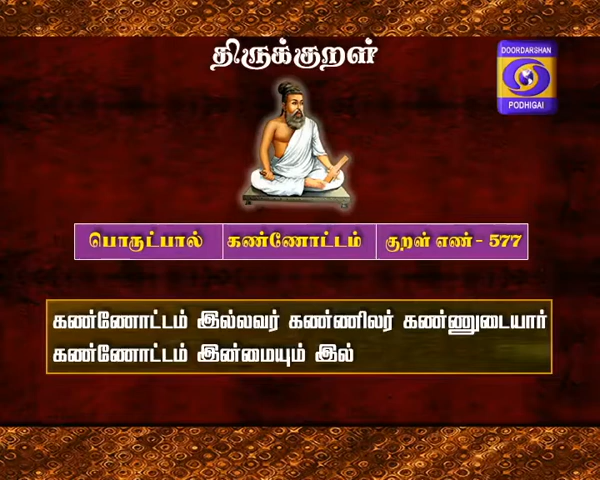 திருக்குறள்
DOORDARSHAN
PODHIGAI
பொருட்பால் கண்ணோட்டம் குறள் எண் - 577
கண்ணோட்டம் இல்லவர் கண்ணிலர் கண்ணுடையார்
கண்ணோட்டம் இன்மையும் இல்